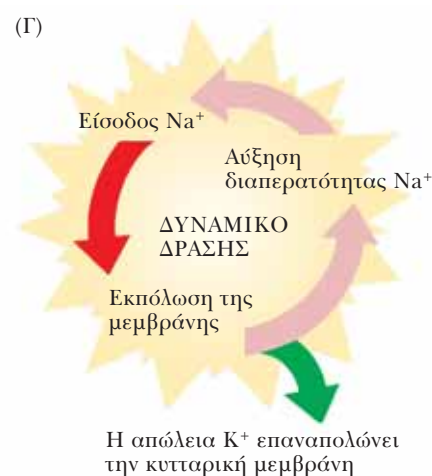 (Γ)
Είσοδος Na⁺
Αύξηση
διαπερατότητας Na⁺
ΔΥΝΑΜΙΚΟ
ΔΡΑΣΗΣ
Εκπόλωση της
μεμβράνης
Η απώλεια Κ⁺ επαναπολώνει
την κυτταρική μεμβράνη